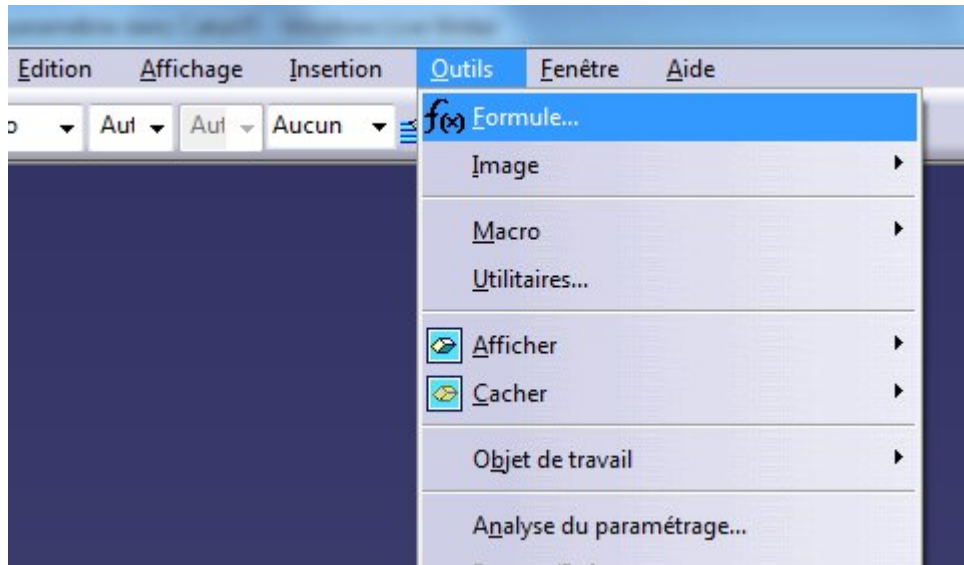 Edition Affichage Insertion Outils Fenêtre Aide
Aut Aut Aucun
f(x) Formule...
Image
Macro
Utilitaires...
Afficher
Cacher
Objet de travail
Analyse du paramétrage...